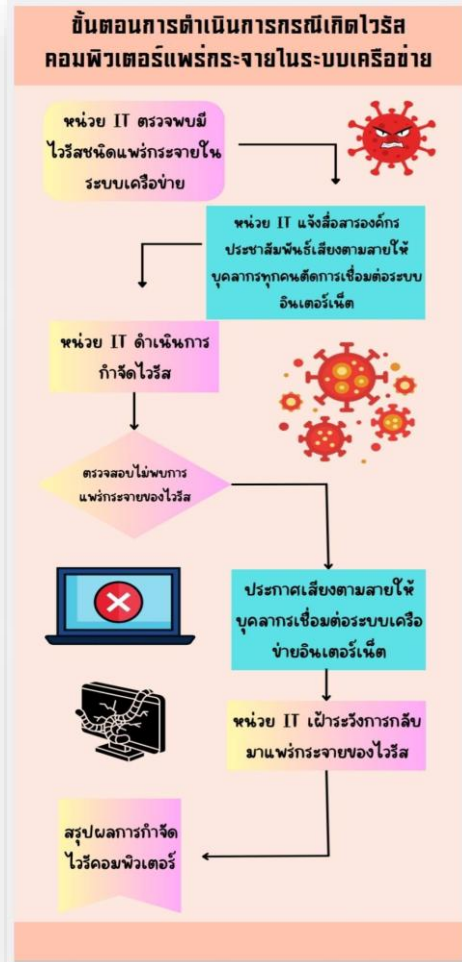 ขั้นตอนการดำเนินการกรณีเกิดไวรัส
คอมพิวเตอร์แพร่กระจายในระบบเครือข่าย
หน่วย IT ตรวจพบมี
ไวรัสชนิดแพร่กระจายใน
ระบบเครือข่าย
หน่วย IT แจ้งสื่อสารองค์กร
ประชาสัมพันธ์เสียงตามสายให้
บุคลากรทุกคนตัดการเชื่อมต่อระบบ
อินเตอร์เน็ต
หน่วย IT ดำเนินการ
กำจัดไวรัส
ตรวจสอบไม่พบการ
แพร่กระจายของไวรัส
ประกาศเสียงตามสายให้
บุคลากรเชื่อมต่อระบบเครือ
ข่ายอินเตอร์เน็ต
หน่วย IT เฝ้าระวังการกลับ
มาแพร่กระจายของไวรัส
สรุปผลการกำจัด
ไวรัคอมพิวเตอร์